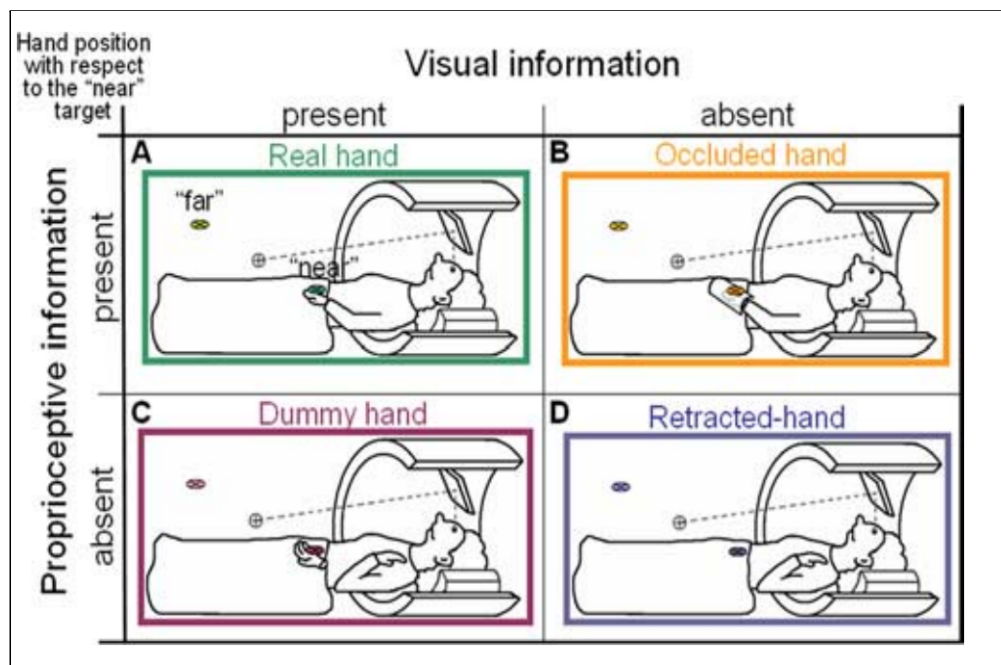 Hand position
with respect
to the "near"
target
Visual information
present
absent
Proprioceptive information
present
absent
A
Real hand
"far"
"near"
B
Occluded hand
C
Dummy hand
D
Retracted-hand